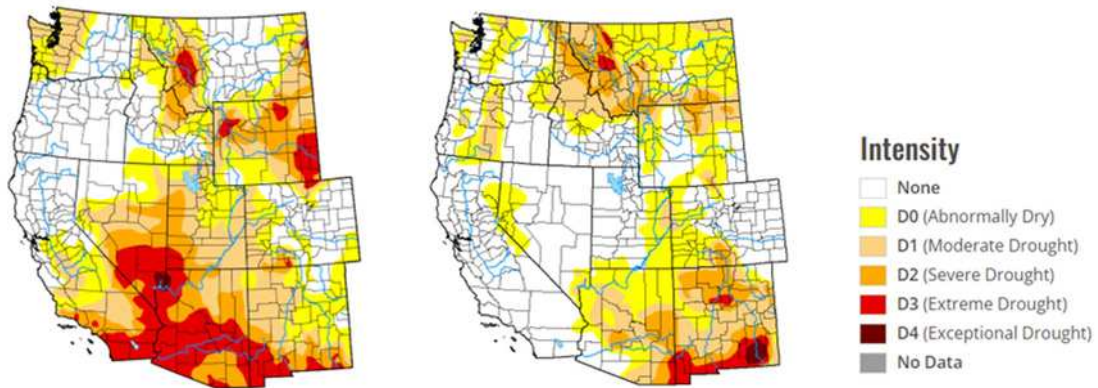 Intensity
None
D0 (Abnormally Dry)
D1 (Moderate Drought)
D2 (Severe Drought)
D3 (Extreme Drought)
D4 (Exceptional Drought)
No Data